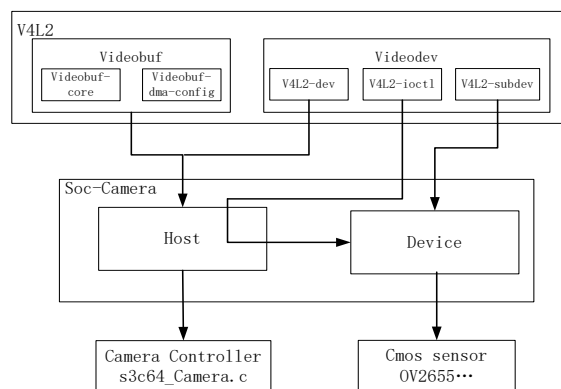 V4L2
Videobuf
Videodev
Videobuf-
core
Videobuf-
dma-config
V4L2-dev
V4L2-ioctl
V4L2-subdev
Soc-Camera
Host
Device
Camera Controller
s3c64_Camera.c
Cmos sensor
OV2655…